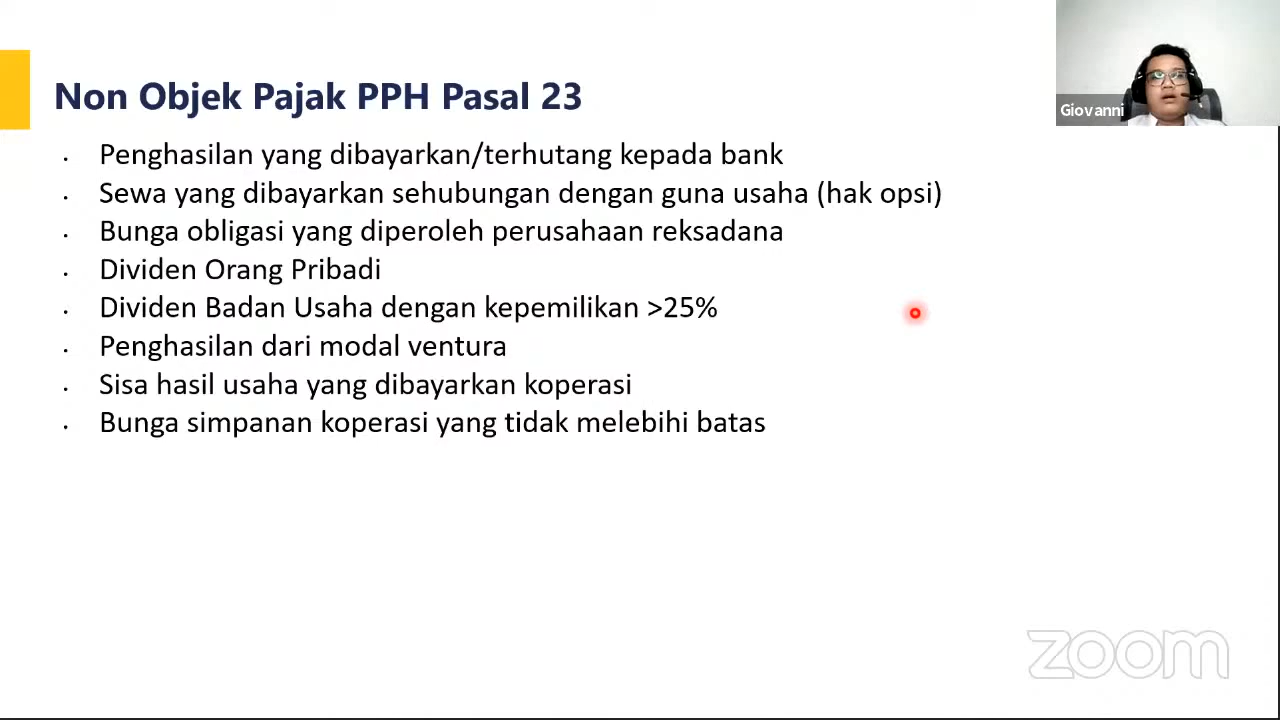 Non Objek Pajak PPH Pasal 23
Giovanni
• Penghasilan yang dibayarkan/terhutang kepada bank
• Sewa yang dibayarkan sehubungan dengan guna usaha (hak opsi)
• Bunga obligasi yang diperoleh perusahaan reksadana
• Dividen Orang Pribadi
• Dividen Badan Usaha dengan kepemilikan >25%
• Penghasilan dari modal ventura
• Sisa hasil usaha yang dibayarkan koperasi
• Bunga simpanan koperasi yang tidak melebihi batas
zoom